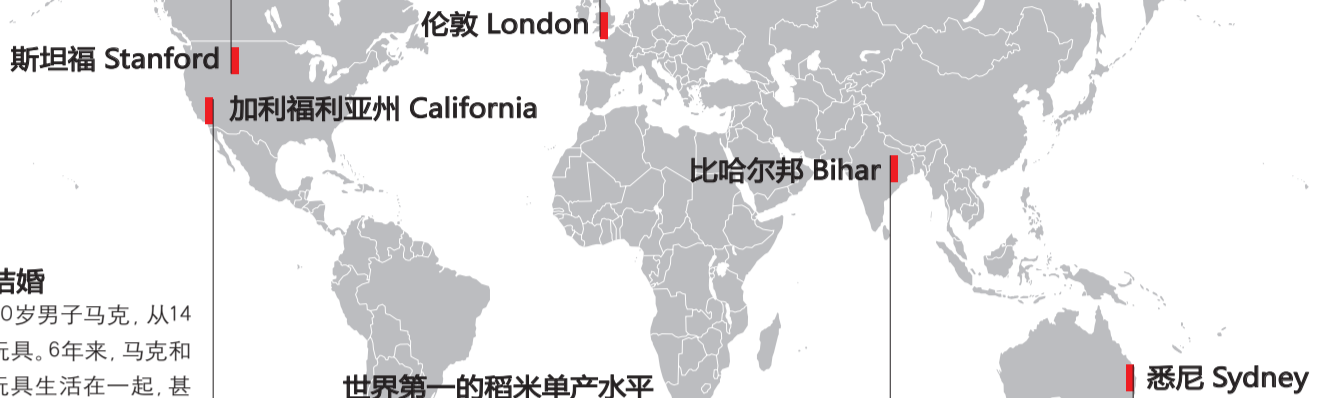 伦敦 London
斯坦福 Stanford
加利福利亚州 California
比哈尔邦 Bihar
结婚
0岁男子马克，从14
玩具。6年来，马克和
玩具生活在一起，甚
世界第一的稻米单产水平
悉尼 Sydney